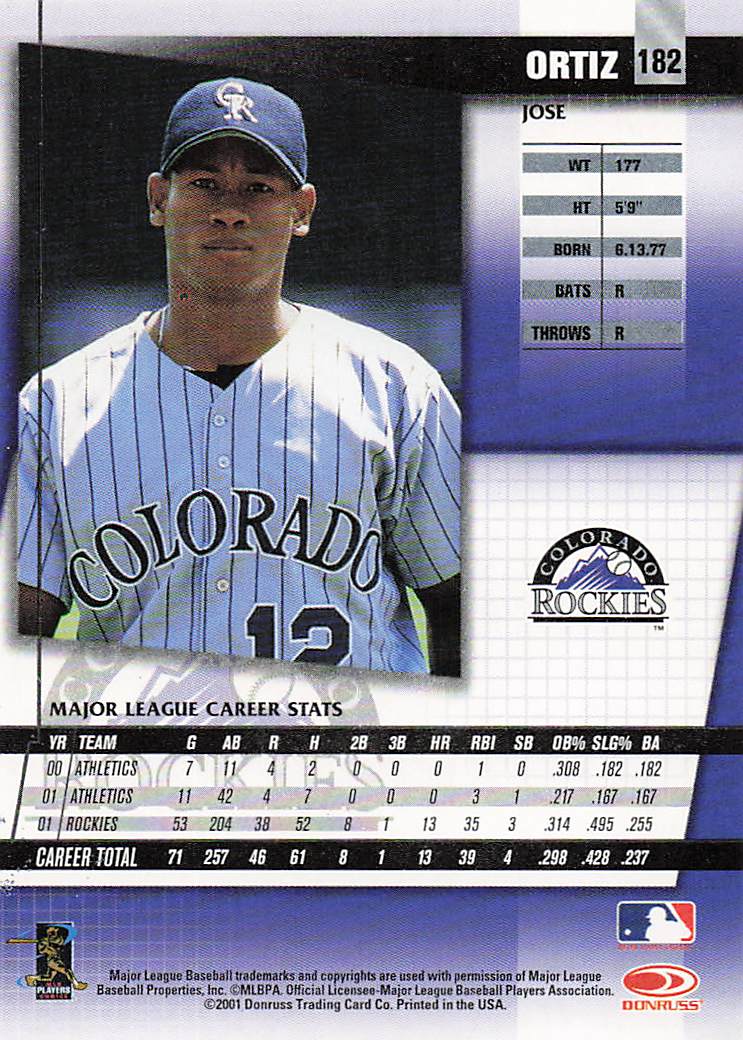 ORTIZ 182
JOSE
WT 177
HT 5'9"
BORN 6.13.77
BATS R
THROWS R
CR
COLORADO
12
COLORADO
ROCKIES
TM
ROCKIES
MAJOR LEAGUE CAREER STATS
YR TEAM G AB R H 2B 3B HR RBI SB OB% SLG% BA
00 ATHLETICS 7 11 4 2 0 0 0 1 0 .308 .182 .182
01 ATHLETICS 11 42 4 7 0 0 0 3 1 .217 .167 .167
01 ROCKIES 53 204 38 52 8 1 13 35 3 .314 .495 .255
CAREER TOTAL 71 257 46 61 8 1 13 39 4 .298 .428 .237
MLB
PLAYERS
CHOICE
Major League Baseball trademarks and copyrights are used with permission of Major League
Baseball Properties, Inc. ©MLBPA. Official Licensee-Major League Baseball Players Association.
©2001 Donruss Trading Card Co. Printed in the USA.
DONRUSS